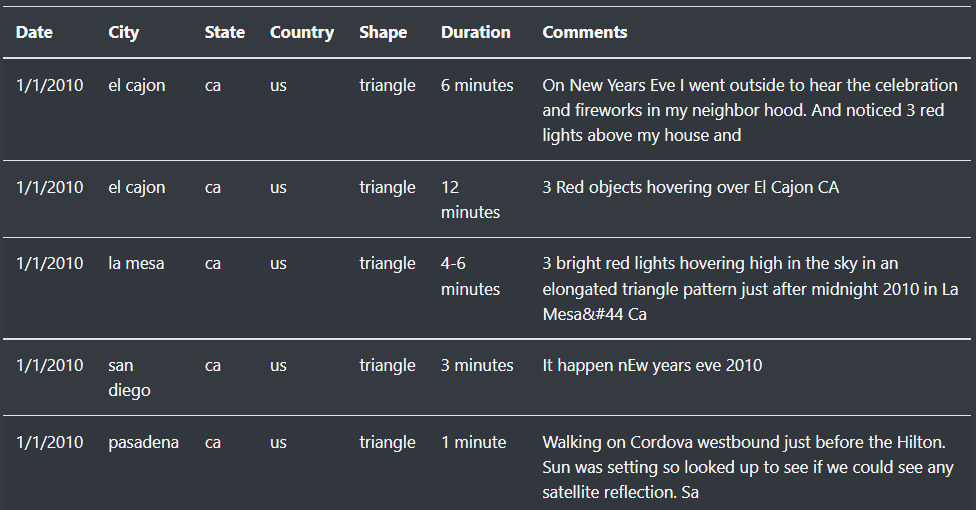 Date City State Country Shape Duration Comments
1/1/2010 el cajon ca us triangle 6 minutes On New Years Eve I went outside to hear the celebration
and fireworks in my neighbor hood. And noticed 3 red
lights above my house and
1/1/2010 el cajon ca us triangle 12 3 Red objects hovering over El Cajon CA
minutes
1/1/2010 la mesa ca us triangle 4-6 3 bright red lights hovering high in the sky in an
minutes elongated triangle pattern just after midnight 2010 in La
Mesa&#44 Ca
1/1/2010 san ca us triangle 3 minutes It happen nEw years eve 2010
diego
1/1/2010 pasadena ca us triangle 1 minute Walking on Cordova westbound just before the Hilton.
Sun was setting so looked up to see if we could see any
satellite reflection. Sa